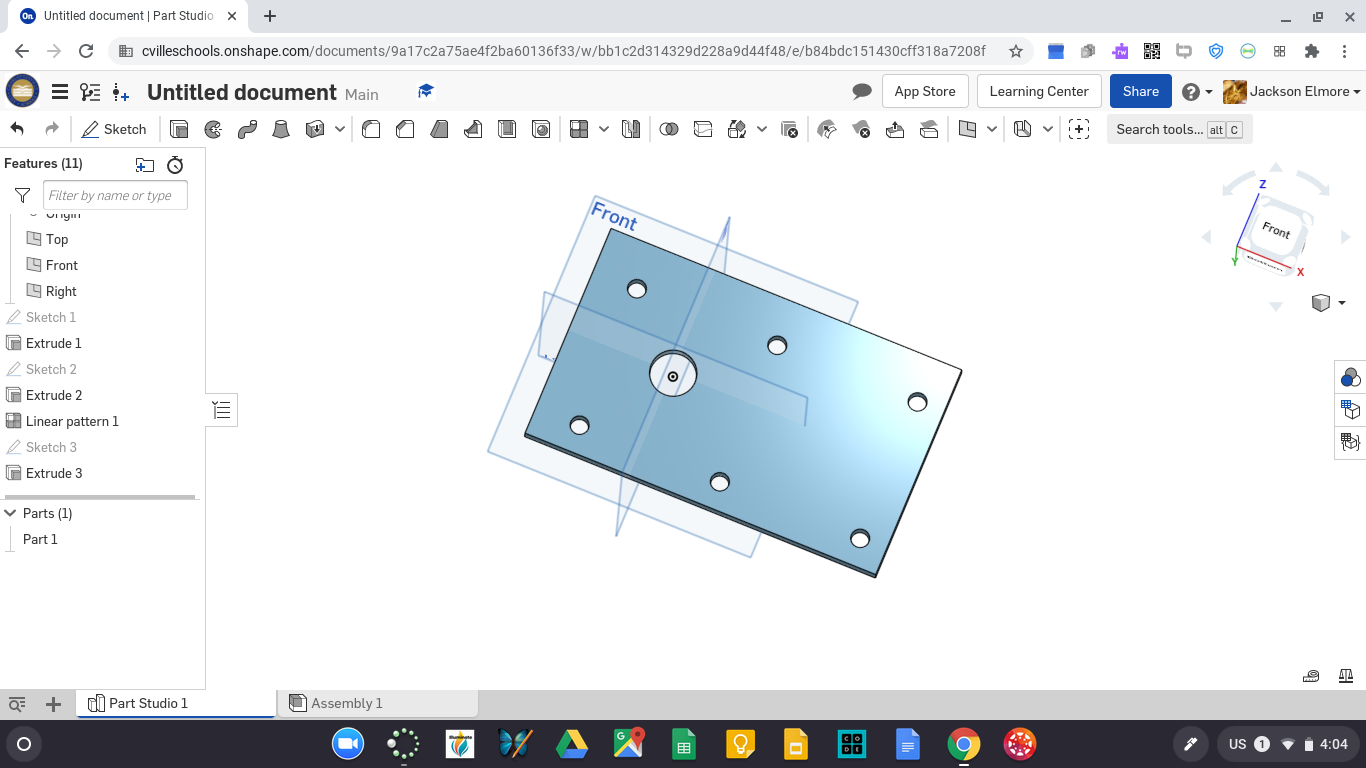 On Untitled document | Part Studio
cvilleschools.onshape.com/documents/9a17c2a75ae4f2ba60136f33/w/bb1c2d314329d228a9d44f48/e/b84bdc151430cff318a7208f
Untitled document Main
App Store
Learning Center
Share
Jackson Elmore
Sketch
Search tools... alt C
Features (11)
Filter by name or type
Origin
Top
Front
Right
Sketch 1
Extrude 1
Sketch 2
Extrude 2
Linear pattern 1
Sketch 3
Extrude 3
Parts (1)
Part 1
Front
Z
Front
Y
X
Part Studio 1
Assembly 1
US 1 4:04